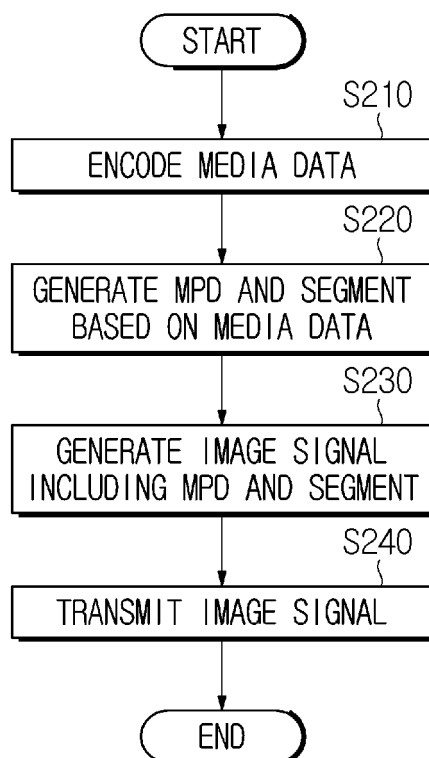 START
S210
ENCODE MEDIA DATA
S220
GENERATE MPD AND SEGMENT
BASED ON MEDIA DATA
S230
GENERATE IMAGE SIGNAL
INCLUDING MPD AND SEGMENT
S240
TRANSMIT IMAGE SIGNAL
END